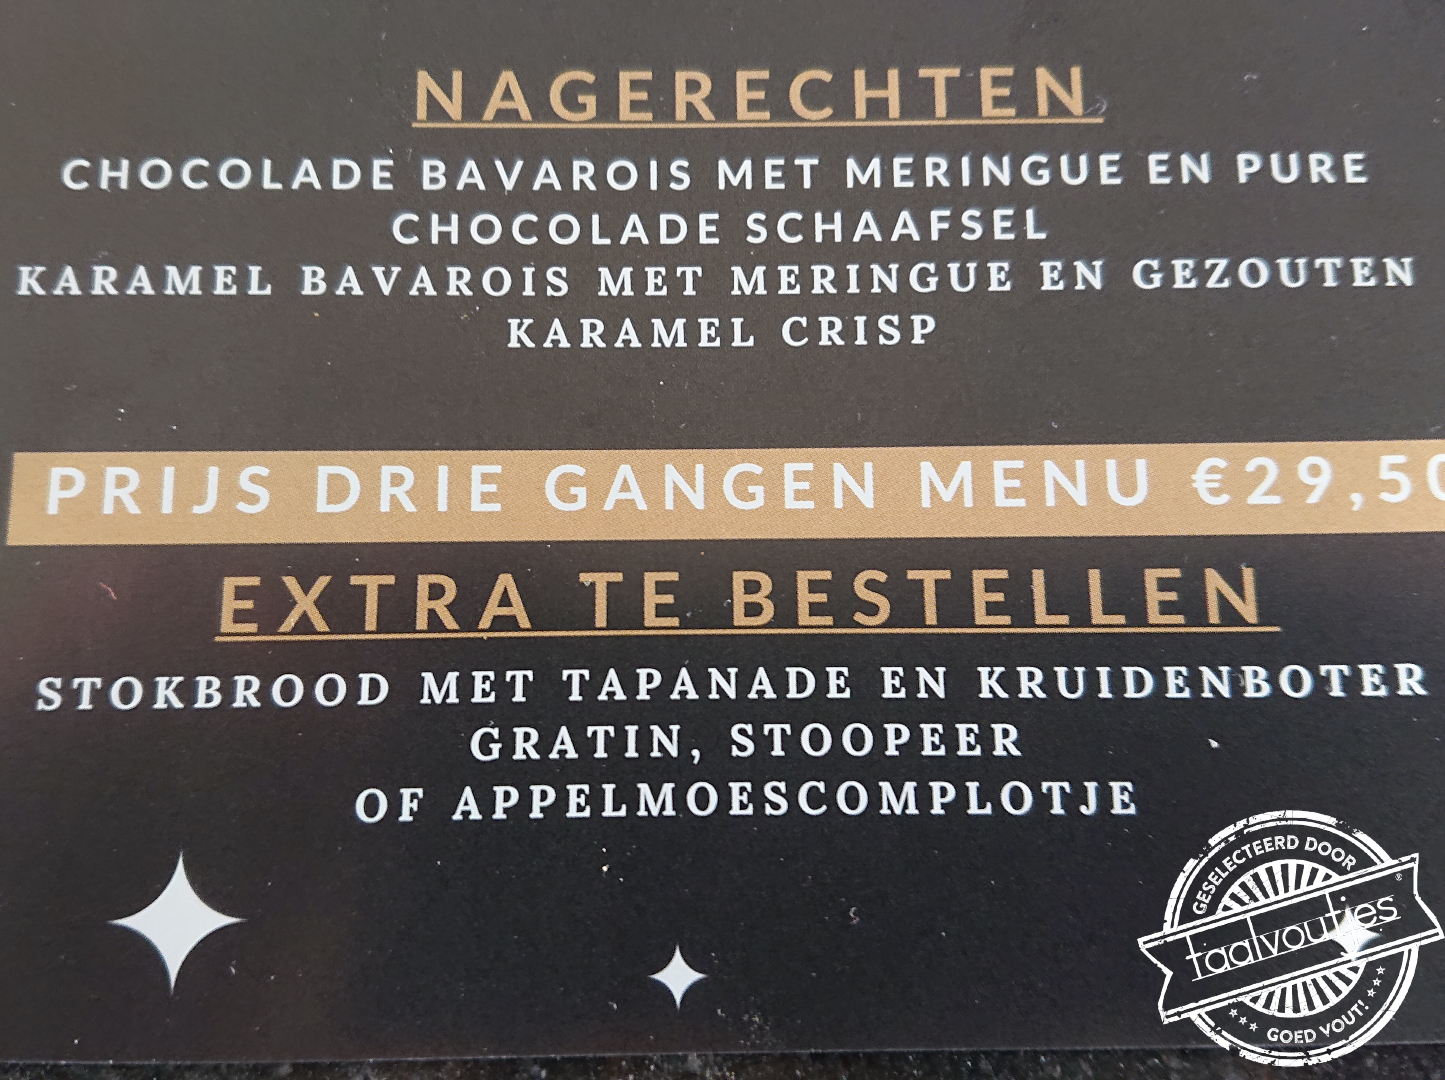 NAGERECHTEN
CHOCOLADE BAVAROIS MET MERINGUE EN PURE
CHOCOLADE SCHAAFSEL
KARAMEL BAVAROIS MET MERINGUE EN GEZOUTEN
KARAMEL CRISP
PRIJS DRIE GANGEN MENU €29,50
EXTRA TE BESTELLEN
STOKBROOD MET TAPANADE EN KRUIDENBOTER
GRATIN, STOOPEER
OF APPELMOESCOMPLOTJE
GESELECTEERD DOOR
taalvoutjes®
GOED VOUT!